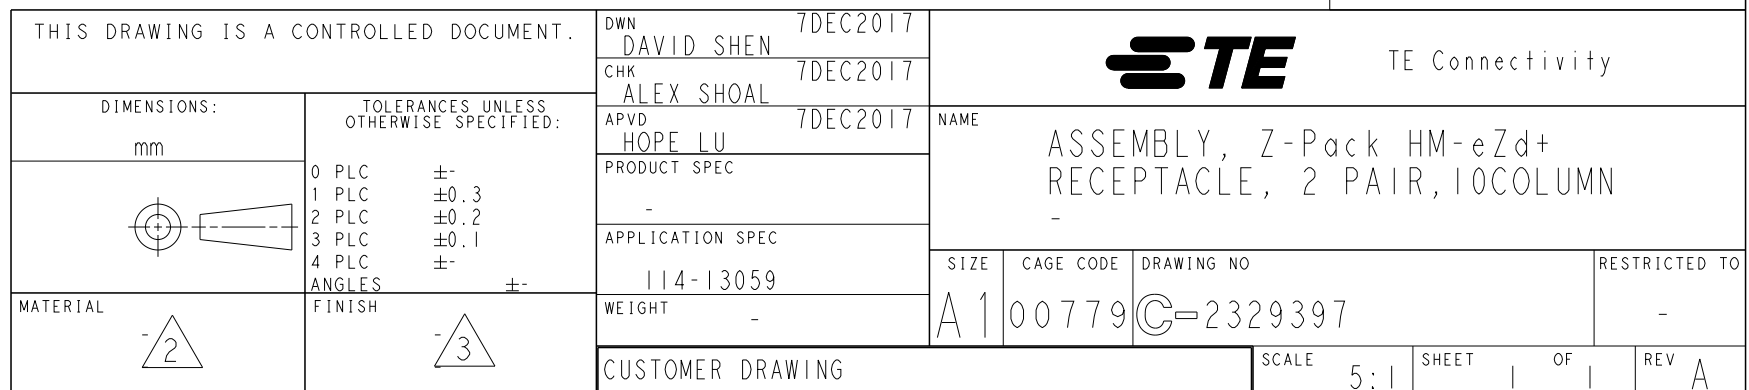 THIS DRAWING IS A CONTROLLED DOCUMENT.
DIMENSIONS:
mm
TOLERANCES UNLESS
OTHERWISE SPECIFIED:
0 PLC ±-
1 PLC ±0.3
2 PLC ±0.2
3 PLC ±0.1
4 PLC ±-
ANGLES ±-
MATERIAL
- 2
FINISH
- 3
DWN 7DEC2017
DAVID SHEN
CHK 7DEC2017
ALEX SHOAL
APVD 7DEC2017
HOPE LU
PRODUCT SPEC
-
APPLICATION SPEC
114-13059
WEIGHT -
CUSTOMER DRAWING
TE TE Connectivity
NAME
ASSEMBLY, Z-Pack HM-eZd+
RECEPTACLE, 2 PAIR,10COLUMN
-
SIZE
A1
CAGE CODE
00779
DRAWING NO
C-2329397
RESTRICTED TO
-
SCALE 5:1
SHEET 1 OF 1
REV A